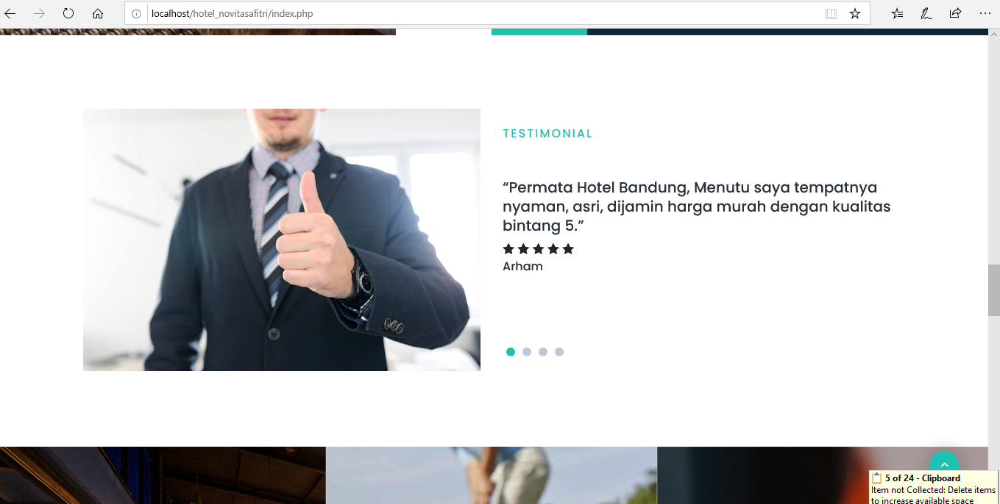 localhost/hotel_novitasafitri/index.php
TESTIMONIAL
“Permata Hotel Bandung, Menutu saya tempatnya
nyaman, asri, dijamin harga murah dengan kualitas
bintang 5.”
Arham
5 of 24 - Clipboard
Item not Collected: Delete items
to increase available space